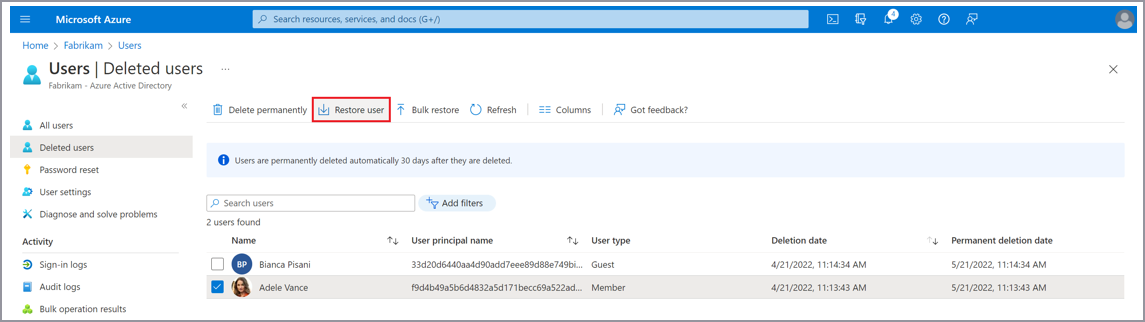 Microsoft Azure
Search resources, services, and docs (G+/)
4
Home > Fabrikam > Users
Users | Deleted users ...
Fabrikam - Azure Active Directory
Delete permanently Restore user Bulk restore Refresh Columns Got feedback?
All users
Deleted users
Password reset
User settings
Diagnose and solve problems
Activity
Sign-in logs
Audit logs
Bulk operation results
Users are permanently deleted automatically 30 days after they are deleted.
Search users
Add filters
2 users found
Name User principal name User type Deletion date Permanent deletion date
BP Bianca Pisani 33d20d6440aa4d90add7eee89d88e749bi... Guest 4/21/2022, 11:14:34 AM 5/21/2022, 11:14:34 AM
Adele Vance f9d4b49a5b6d4832a5d171becc69a522ad... Member 4/21/2022, 11:13:43 AM 5/21/2022, 11:13:43 AM